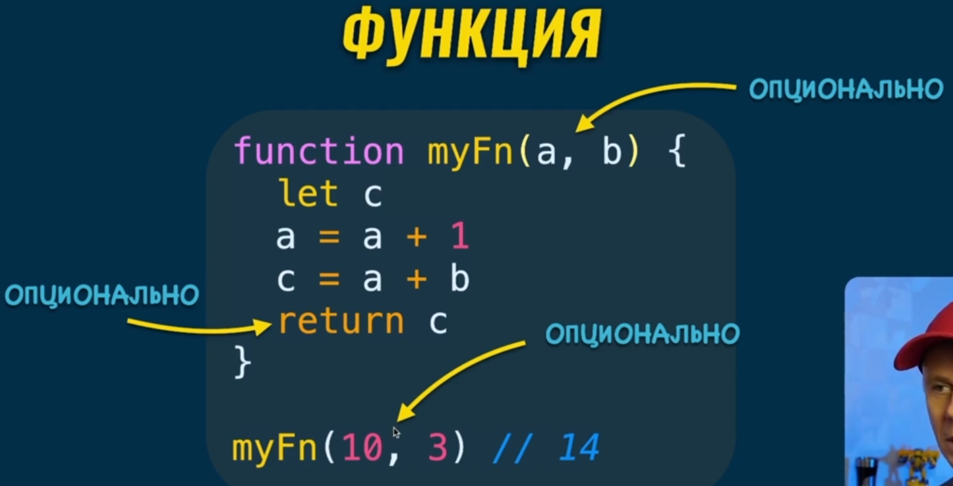 ФУНКЦИЯ
ОПЦИОНАЛЬНО
function myFn(a, b) {
  let c
  a = a + 1
  c = a + b
ОПЦИОНАЛЬНО
  return c
ОПЦИОНАЛЬНО
}
myFn(10, 3) // 14